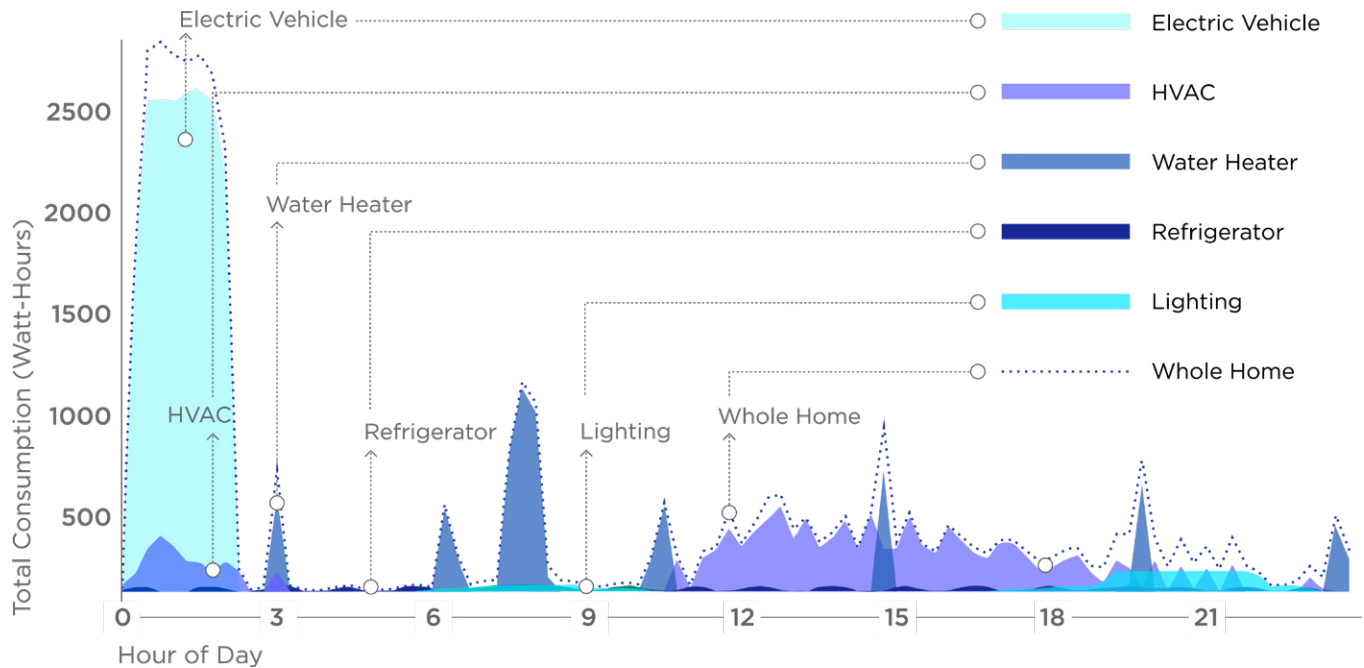 Electric Vehicle
Electric Vehicle
HVAC
Water Heater
Water Heater
Refrigerator
Lighting
Whole Home
HVAC
Refrigerator
Lighting
Whole Home
Total Consumption (Watt-Hours)
2500
2000
1500
1000
500
0 3 6 9 12 15 18 21
Hour of Day